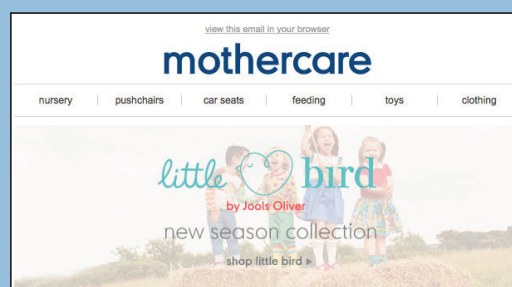 view this email in your browser
mothercare
nursery pushchairs car seats feeding toys clothing
little bird
by Jools Oliver
new season collection
shop little bird